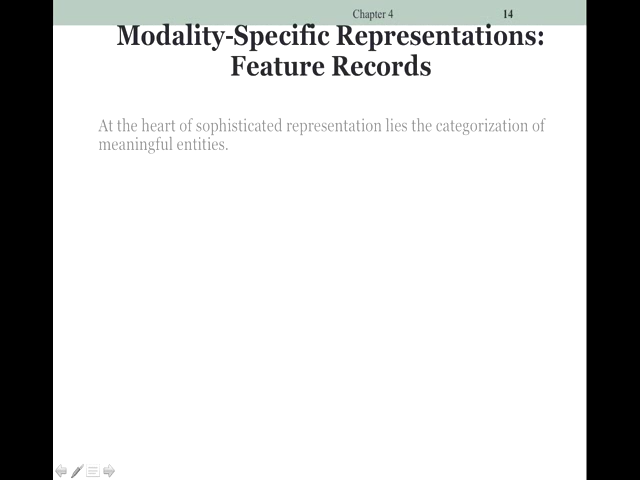 Chapter 4 14
Modality-Specific Representations:
Feature Records
At the heart of sophisticated representation lies the categorization of
meaningful entities.